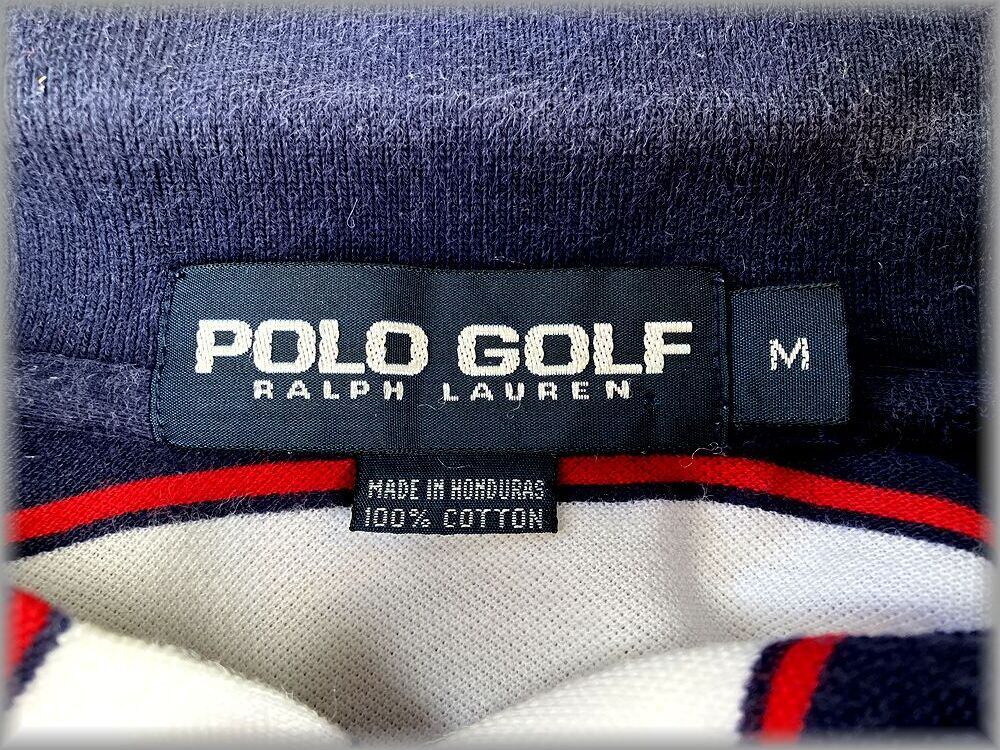 POLO GOLF
RALPH LAUREN
M
MADE IN HONDURAS
100% COTTON